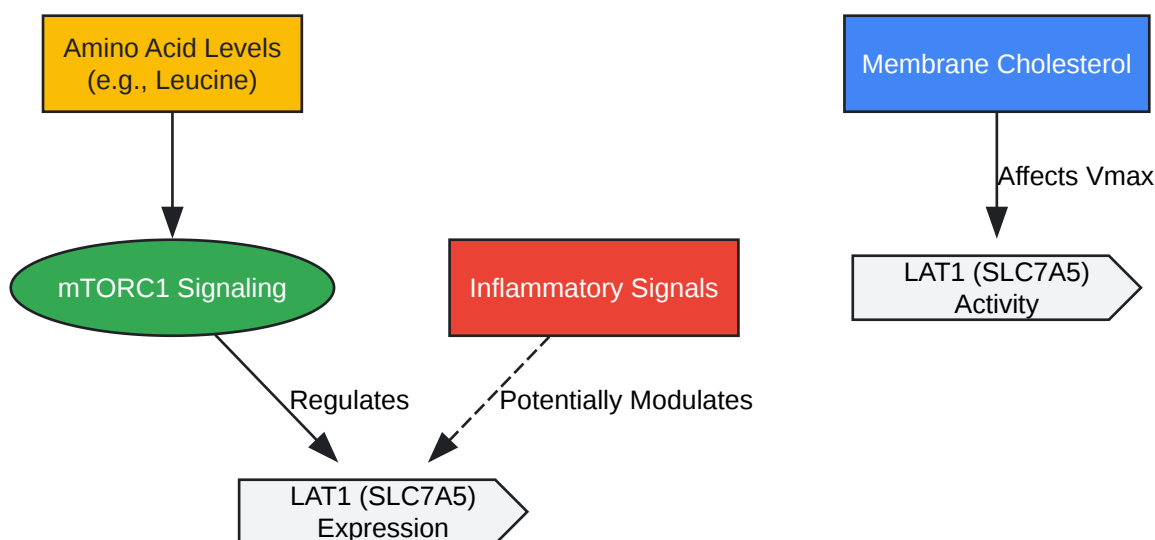 Amino Acid Levels
(e.g., Leucine)
Membrane Cholesterol
Affects Vmax
mTORC1 Signaling
Inflammatory Signals
LAT1 (SLC7A5)
Activity
Regulates
Potentially Modulates
LAT1 (SLC7A5)
Expression